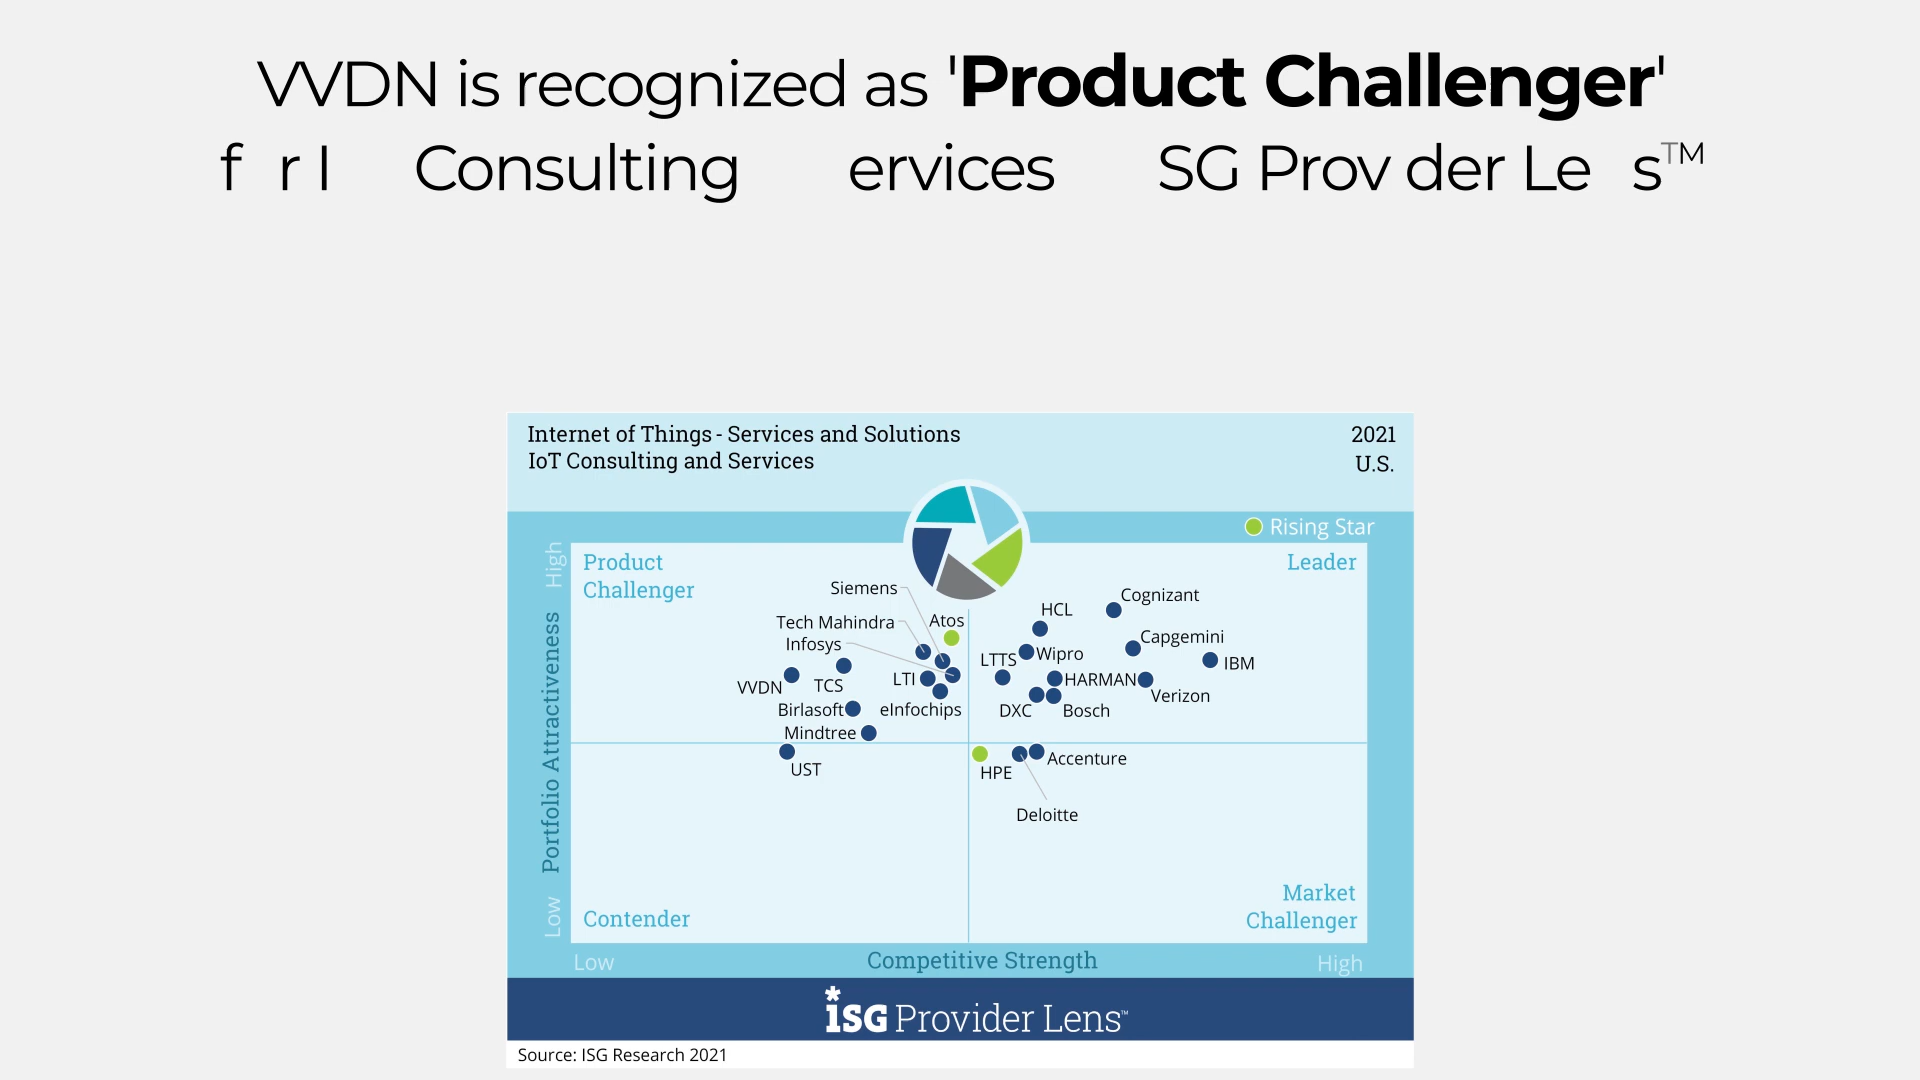 VVDN is recognized as 'Product Challenger'
f r I Consulting ervices SG Prov der Le s™
Internet of Things - Services and Solutions
IoT Consulting and Services
2021
U.S.
Rising Star
High
Portfolio Attractiveness
Low
Product
Challenger
Leader
Siemens
Cognizant
HCL
Tech Mahindra
Atos
Infosys
Capgemini
LTTS
Wipro
IBM
VVDN
TCS
LTI
HARMAN
Verizon
Birlasoft
eInfochips
DXC
Bosch
Mindtree
UST
HPE
Accenture
Deloitte
Contender
Market
Challenger
Low
Competitive Strength
High
ISG Provider Lens™
Source: ISG Research 2021